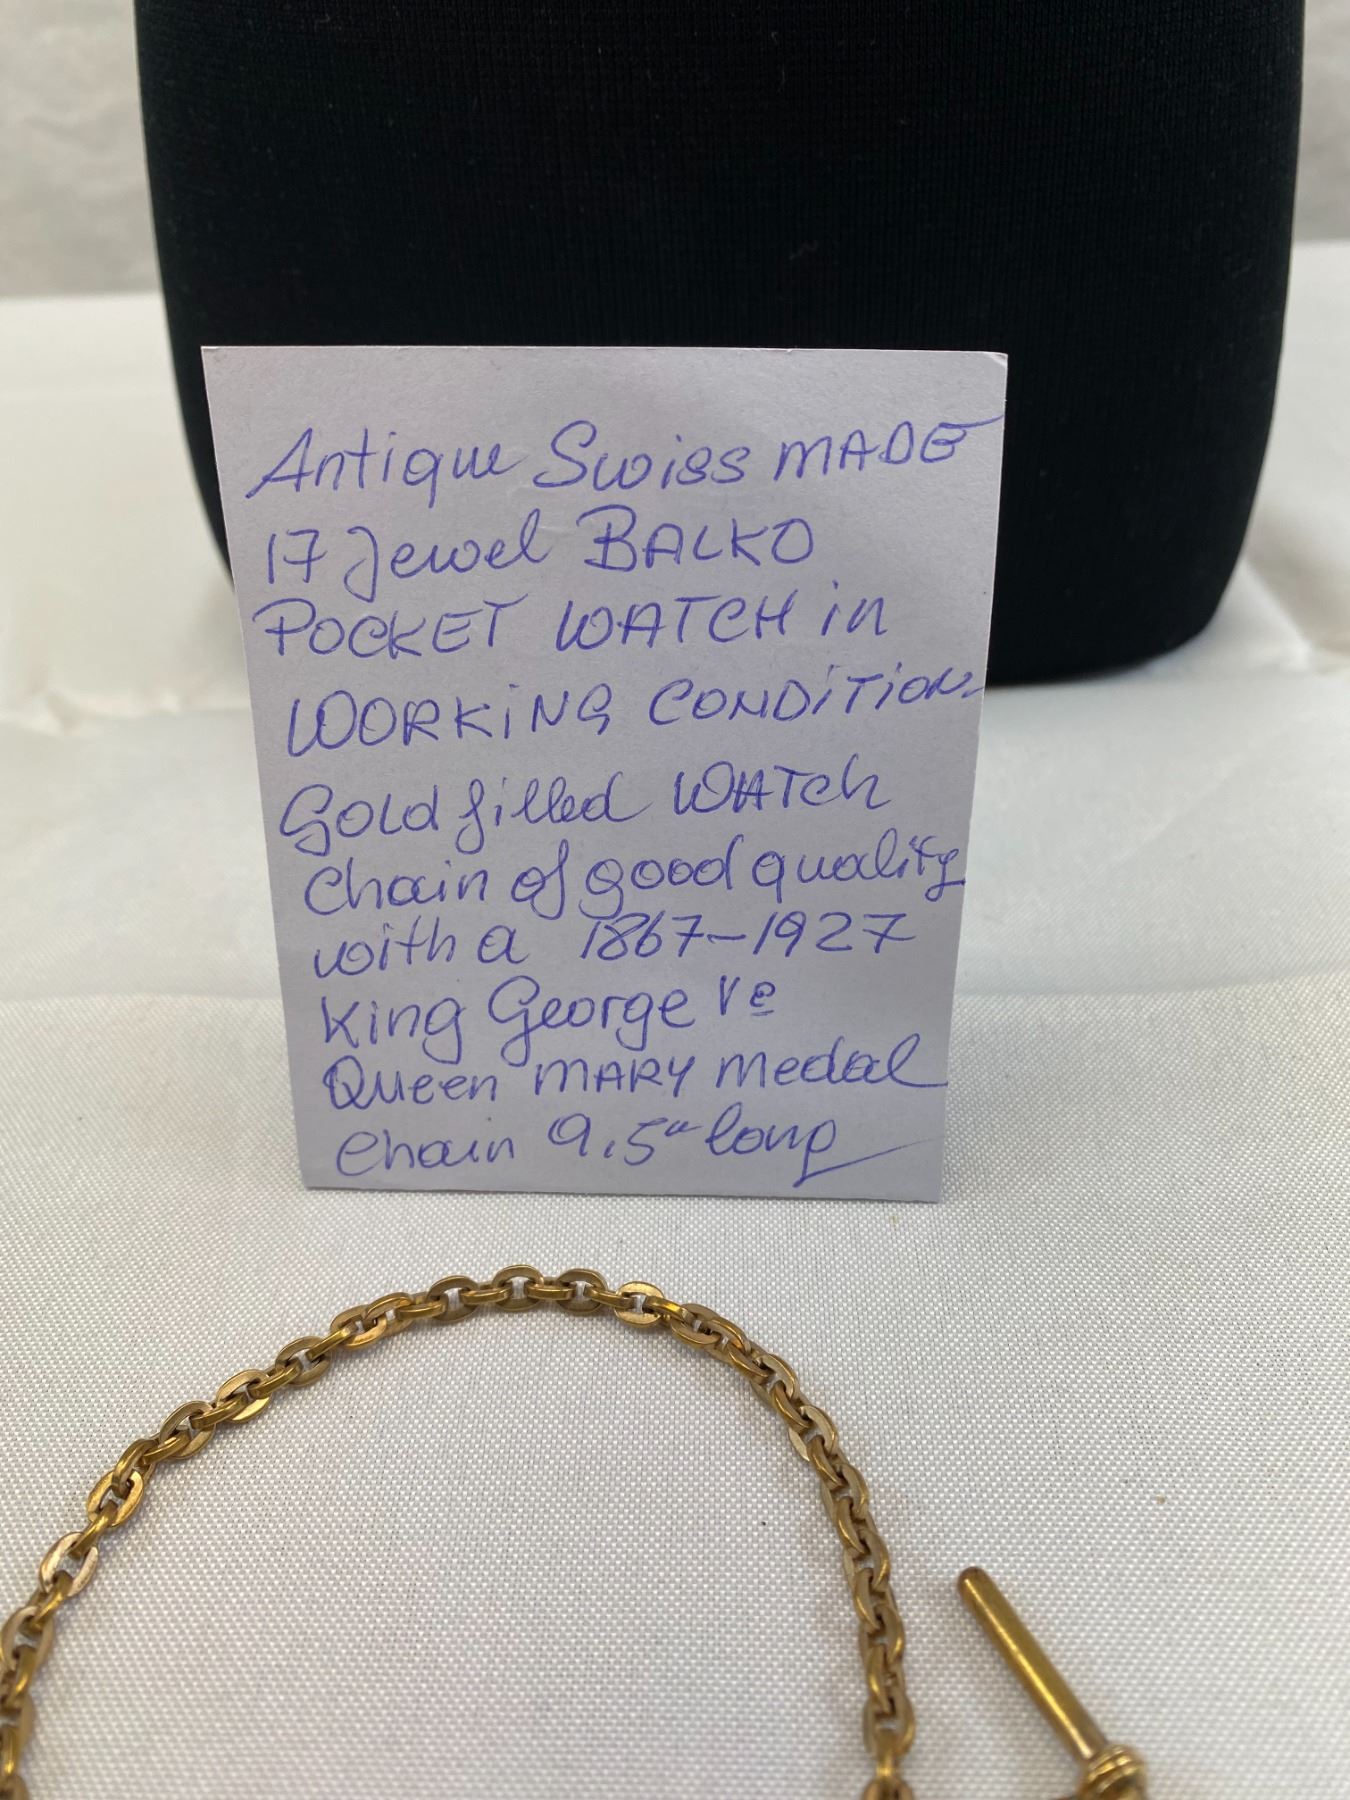 Antique Swiss MADE
17 Jewel BALKO
POCKET WATCH in
WORKiNG CONDiTiON
Gold filled WATch
Chain of good quality
with a 1867-1927
King George V e
Queen MARY medal
Chain 9.5" long